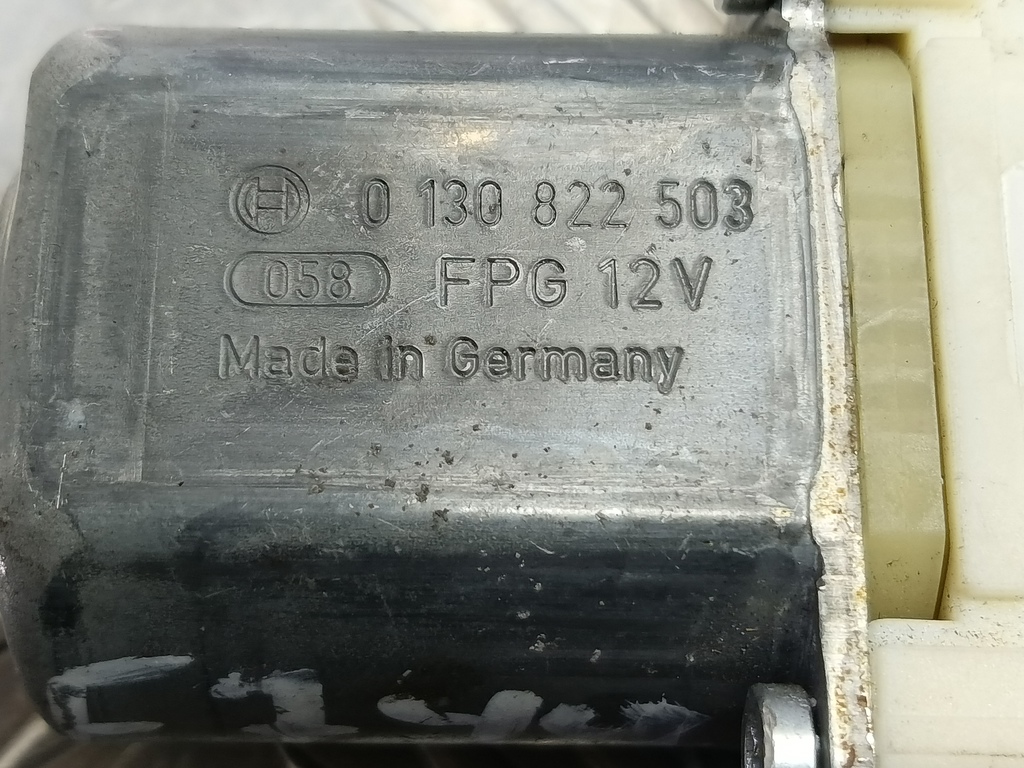 0 130 822 503
058 FPG 12V
Made in Germany